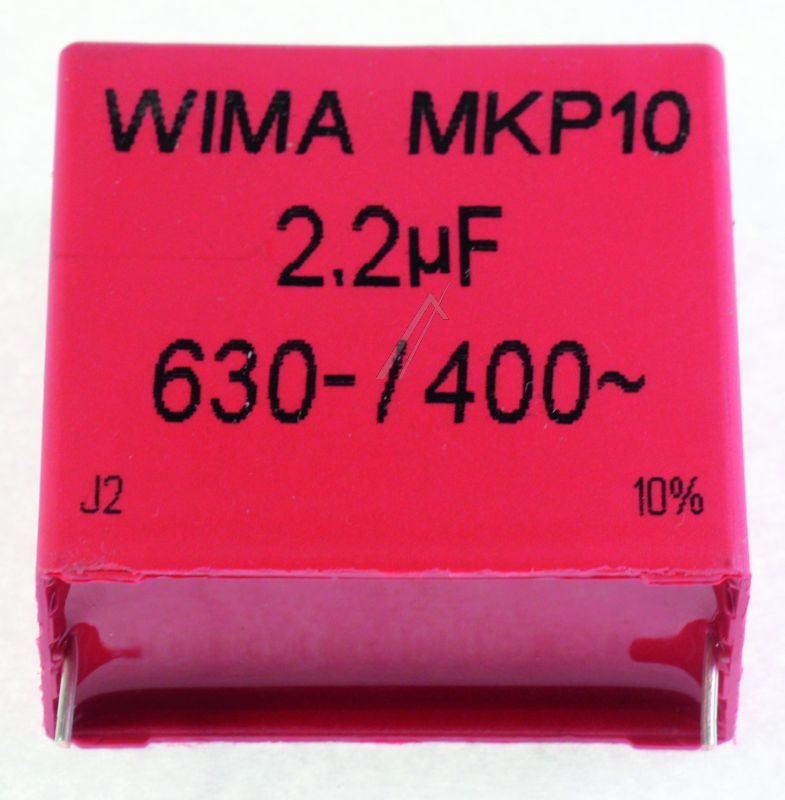 WIMA MKP10
2,2µF
630-/400~
J2 10%